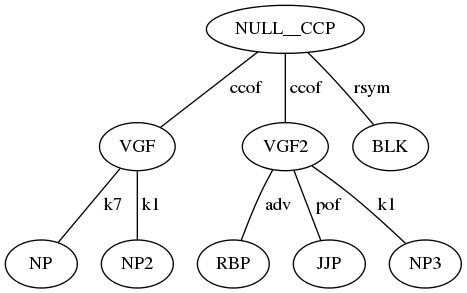 NULL__CCP
ccof ccof rsym
VGF VGF2 BLK
k7 k1 adv pof k1
NP NP2 RBP JJP NP3